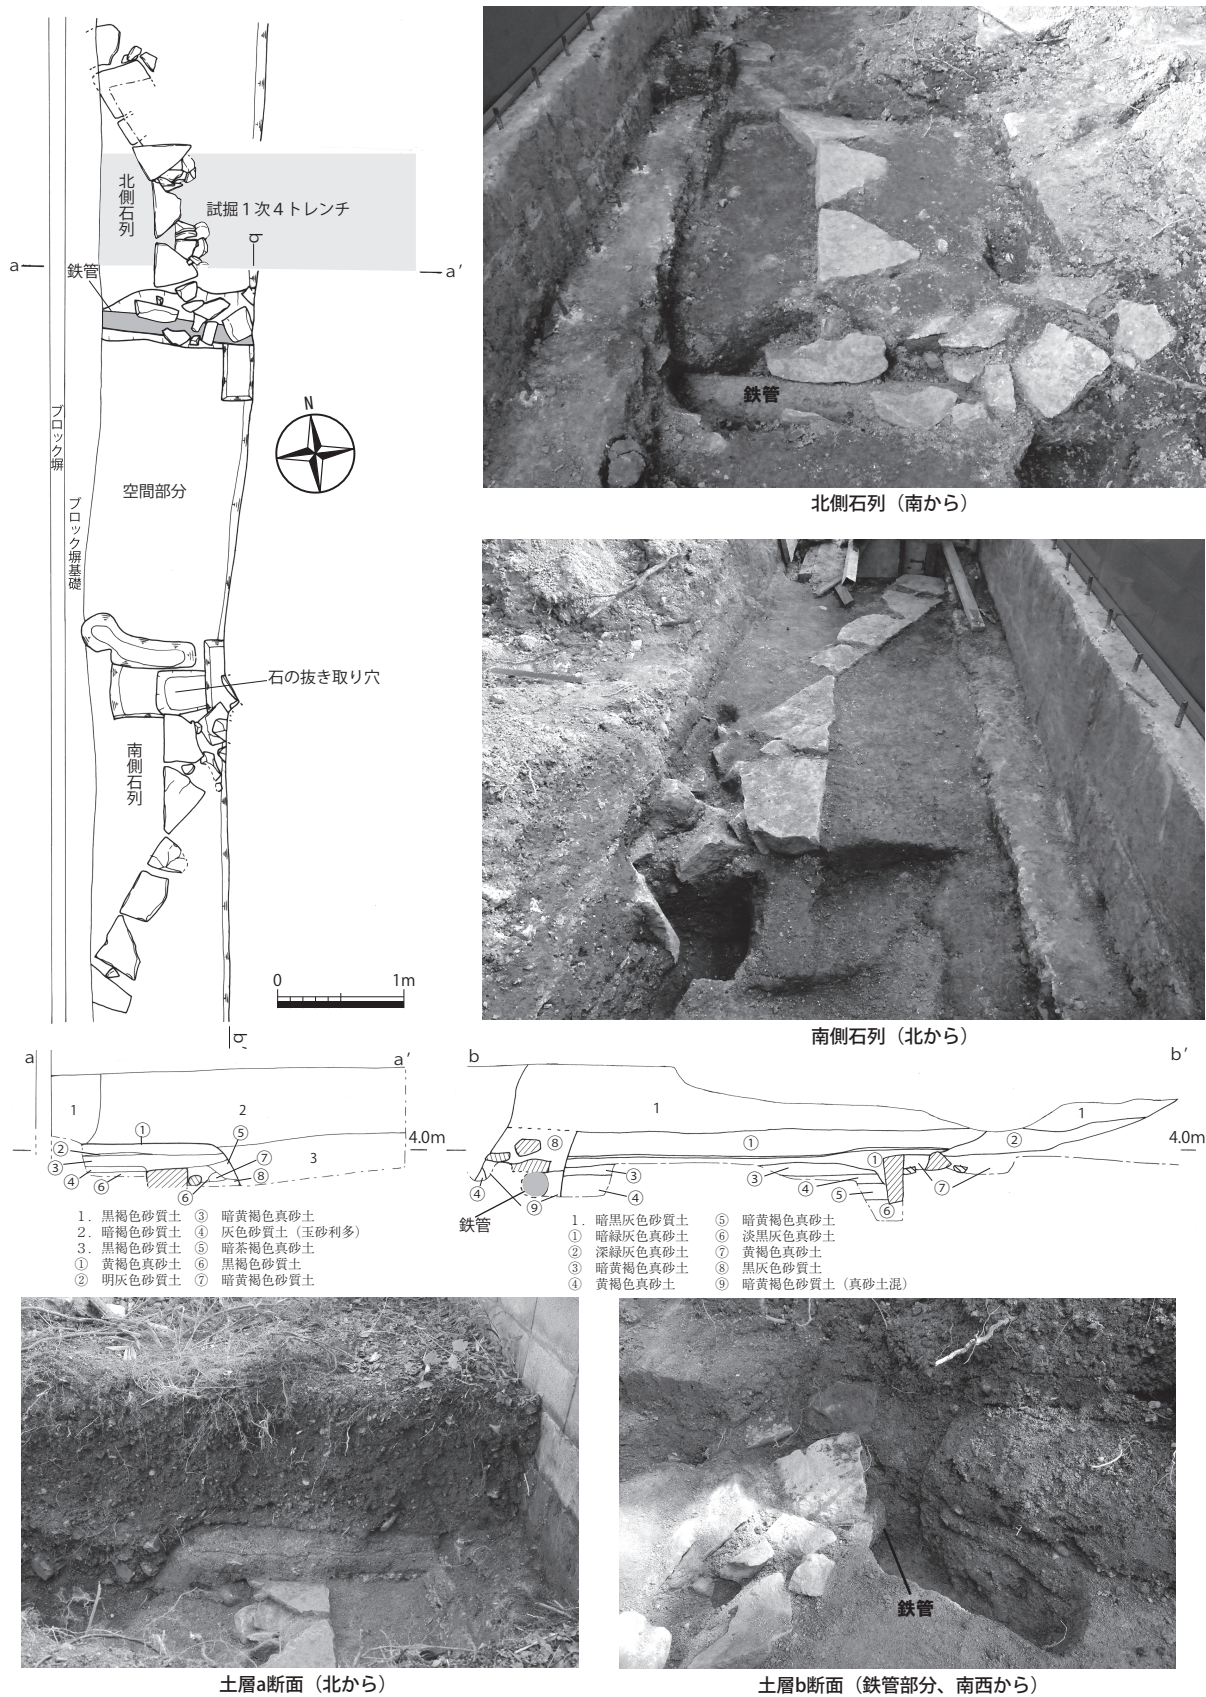 北側石列
試掘1次4トレンチ
b
a
a'
鉄管
N
ブロック塀
空間部分
ブロック塀基礎
石の抜き取り穴
南側石列
0
1m
b'
鉄管
北側石列（南から）
南側石列（北から）
a
a'
1
2
3
①
②
③
④
⑥
⑥
⑤
⑦
⑧
4.0m
1．黒褐色砂質土
2．暗褐色砂質土
3．黒褐色砂質土
① 黄褐色真砂土
② 明灰色砂質土
③ 暗黄褐色真砂土
④ 灰色砂質土（玉砂利多）
⑤ 暗茶褐色真砂土
⑥ 黒褐色砂質土
⑦ 暗黄褐色砂質土
b
b'
1
1
⑧
①
②
①
③
③
④
④
④
⑤
⑥
⑦
⑨
4.0m
鉄管
1．暗黒灰色砂質土
① 暗緑灰色真砂土
② 深緑灰色真砂土
③ 暗黄褐色真砂土
④ 黄褐色真砂土
⑤ 暗黄褐色真砂土
⑥ 淡黒灰色真砂土
⑦ 黄褐色真砂土
⑧ 黒灰色砂質土
⑨ 暗黄褐色砂質土（真砂土混）
土層a断面（北から）
鉄管
土層b断面（鉄管部分、南西から）